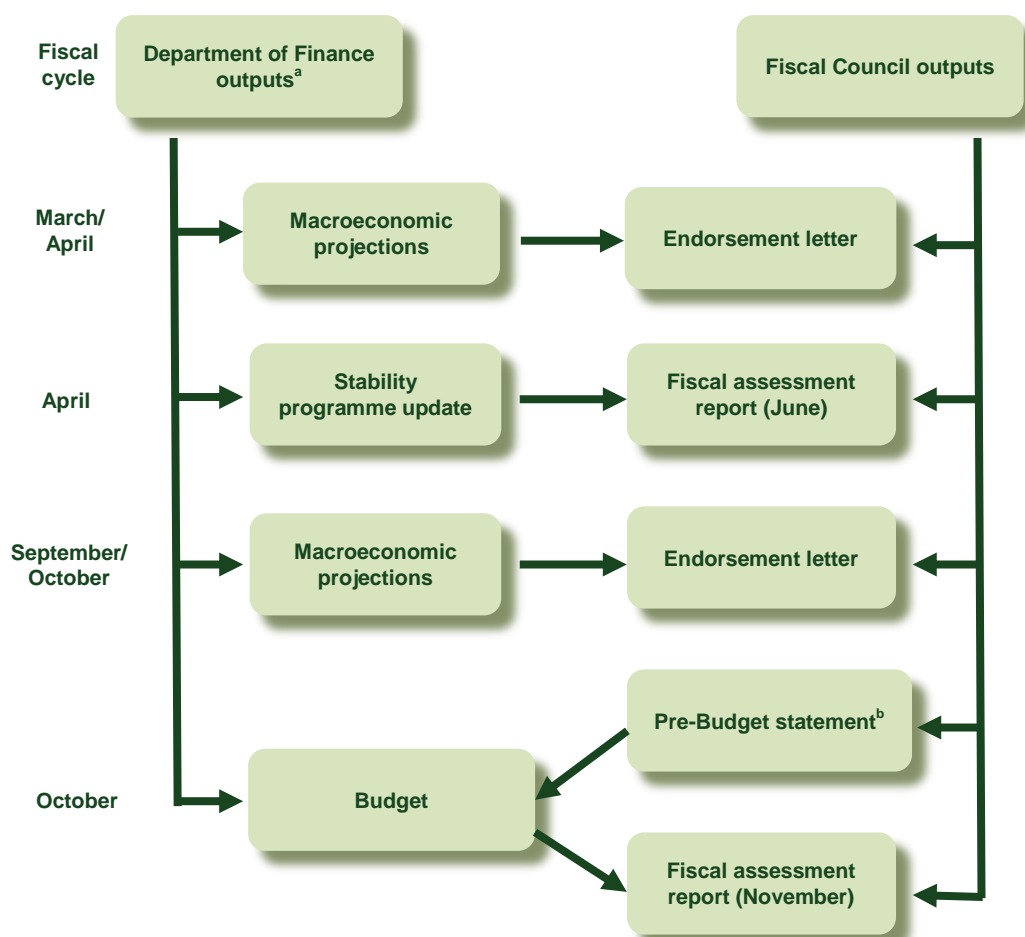 Fiscal
cycle
Department of Finance
outputsª
Fiscal Council outputs
March/
April
Macroeconomic
projections
Endorsement letter
April
Stability
programme update
Fiscal assessment
report (June)
September/
October
Macroeconomic
projections
Endorsement letter
Pre-Budget statementᵇ
October
Budget
Fiscal assessment
report (November)